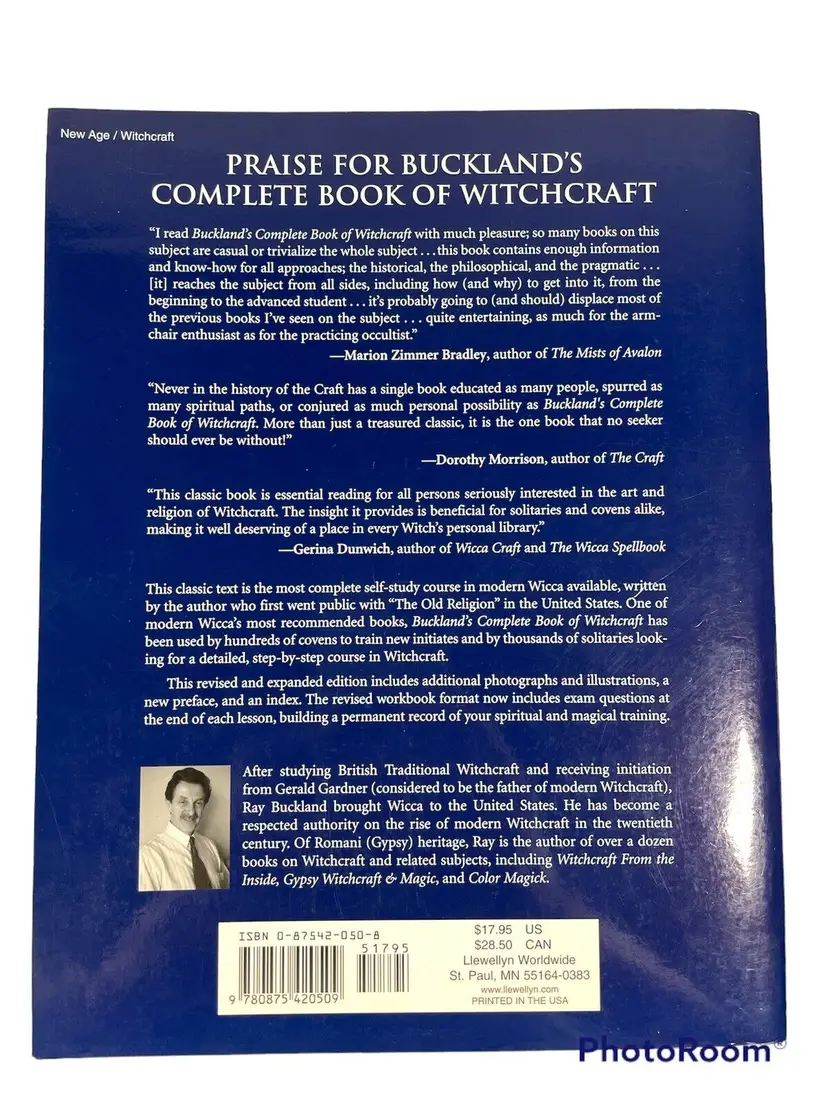 New Age / Witchcraft
PRAISE FOR BUCKLAND'S
COMPLETE BOOK OF WITCHCRAFT
“I read Buckland's Complete Book of Witchcraft with much pleasure; so many books on this
subject are casual or trivialize the whole subject . . . this book contains enough information
and know-how for all approaches; the historical, the philosophical, and the pragmatic . . .
[it] reaches the subject from all sides, including how (and why) to get into it, from the
beginning to the advanced student . . . it's probably going to (and should) displace most of
the previous books I've seen on the subject . . . quite entertaining, as much for the arm-
chair enthusiast as for the practicing occultist.”
—Marion Zimmer Bradley, author of The Mists of Avalon
“Never in the history of the Craft has a single book educated as many people, spurred as
many spiritual paths, or conjured as much personal possibility as Buckland's Complete
Book of Witchcraft. More than just a treasured classic, it is the one book that no seeker
should ever be without!”
—Dorothy Morrison, author of The Craft
“This classic book is essential reading for all persons seriously interested in the art and
religion of Witchcraft. The insight it provides is beneficial for solitaries and covens alike,
making it well deserving of a place in every Witch's personal library.”
—Gerina Dunwich, author of Wicca Craft and The Wicca Spellbook
This classic text is the most complete self-study course in modern Wicca available, written
by the author who first went public with “The Old Religion” in the United States. One of
modern Wicca's most recommended books, Buckland's Complete Book of Witchcraft has
been used by hundreds of covens to train new initiates and by thousands of solitaries look-
ing for a detailed, step-by-step course in Witchcraft.
This revised and expanded edition includes additional photographs and illustrations, a
new preface, and an index. The revised workbook format now includes exam questions at
the end of each lesson, building a permanent record of your spiritual and magical training.
After studying British Traditional Witchcraft and receiving initiation
from Gerald Gardner (considered to be the father of modern Witchcraft),
Ray Buckland brought Wicca to the United States. He has become a
respected authority on the rise of modern Witchcraft in the twentieth
century. Of Romani (Gypsy) heritage, Ray is the author of over a dozen
books on Witchcraft and related subjects, including Witchcraft From the
Inside, Gypsy Witchcraft & Magic, and Color Magick.
ISBN 0-87542-050-8
51795
9 780875 420509
$17.95 US
$28.50 CAN
Llewellyn Worldwide
St. Paul, MN 55164-0383
www.llewellyn.com
PRINTED IN THE USA
PhotoRoom®